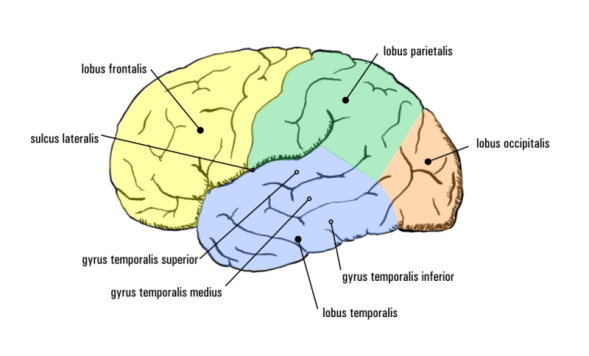 lobus parietalis
lobus frontalis
sulcus lateralis
lobus occipitalis
gyrus temporalis superior
gyrus temporalis inferior
gyrus temporalis medius
lobus temporalis